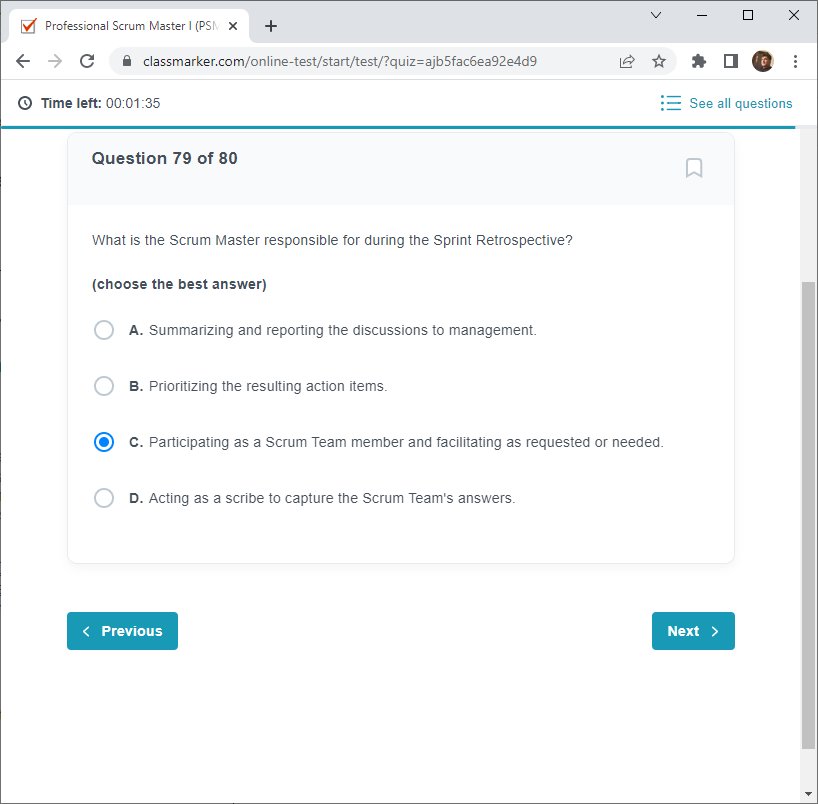 Professional Scrum Master I (PSM
classmarker.com/online-test/start/test/?quiz=ajb5fac6ea92e4d9
Time left: 00:01:35
See all questions
Question 79 of 80
What is the Scrum Master responsible for during the Sprint Retrospective?
(choose the best answer)
A. Summarizing and reporting the discussions to management.
B. Prioritizing the resulting action items.
C. Participating as a Scrum Team member and facilitating as requested or needed.
D. Acting as a scribe to capture the Scrum Team's answers.
Previous
Next